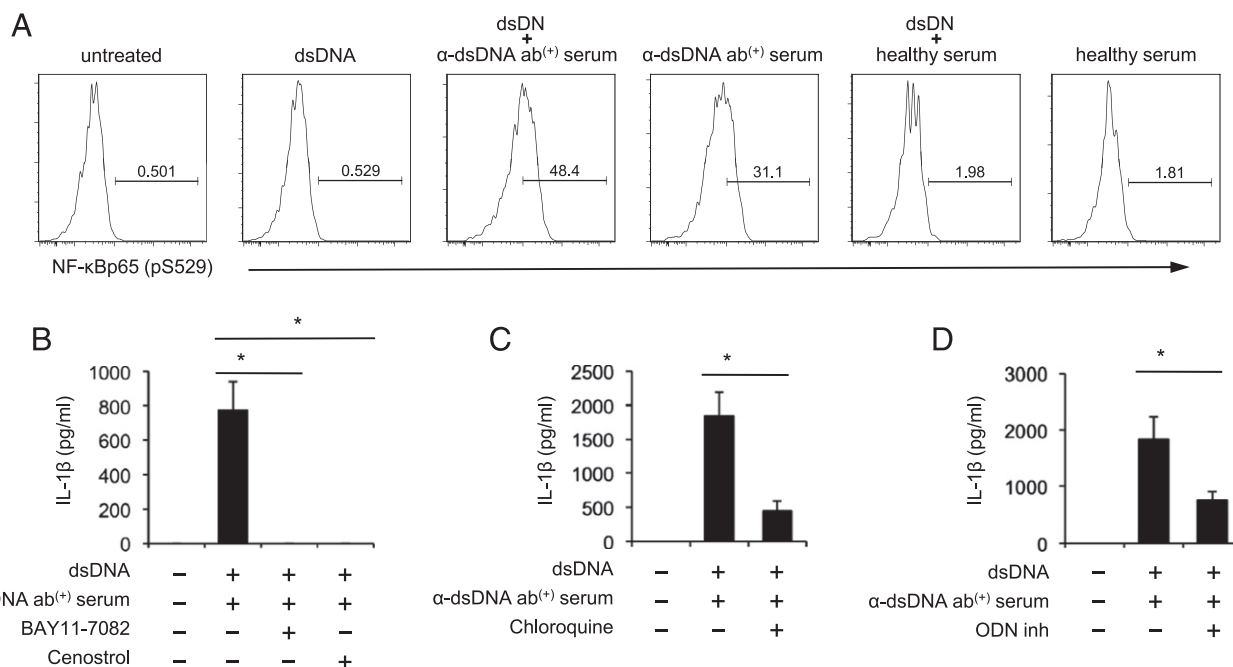 A
untreated
dsDNA
dsDN
+
α-dsDNA ab(+) serum
α-dsDNA ab(+) serum
dsDN
+
healthy serum
healthy serum
0.501
0.529
48.4
31.1
1.98
1.81
NF-κBp65 (pS529)
B
*
*
IL-1β (pg/ml)
1000
800
600
400
200
0
dsDNA – + + +
NA ab(+) serum – + + +
BAY11-7082 – – + –
Cenostrol – – – +
C
*
IL-1β (pg/ml)
2500
2000
1500
1000
500
0
dsDNA – + +
α-dsDNA ab(+) serum – + +
Chloroquine – – +
D
*
IL-1β (pg/ml)
3000
2000
1000
0
dsDNA – + +
α-dsDNA ab(+) serum – + +
ODN inh – – +